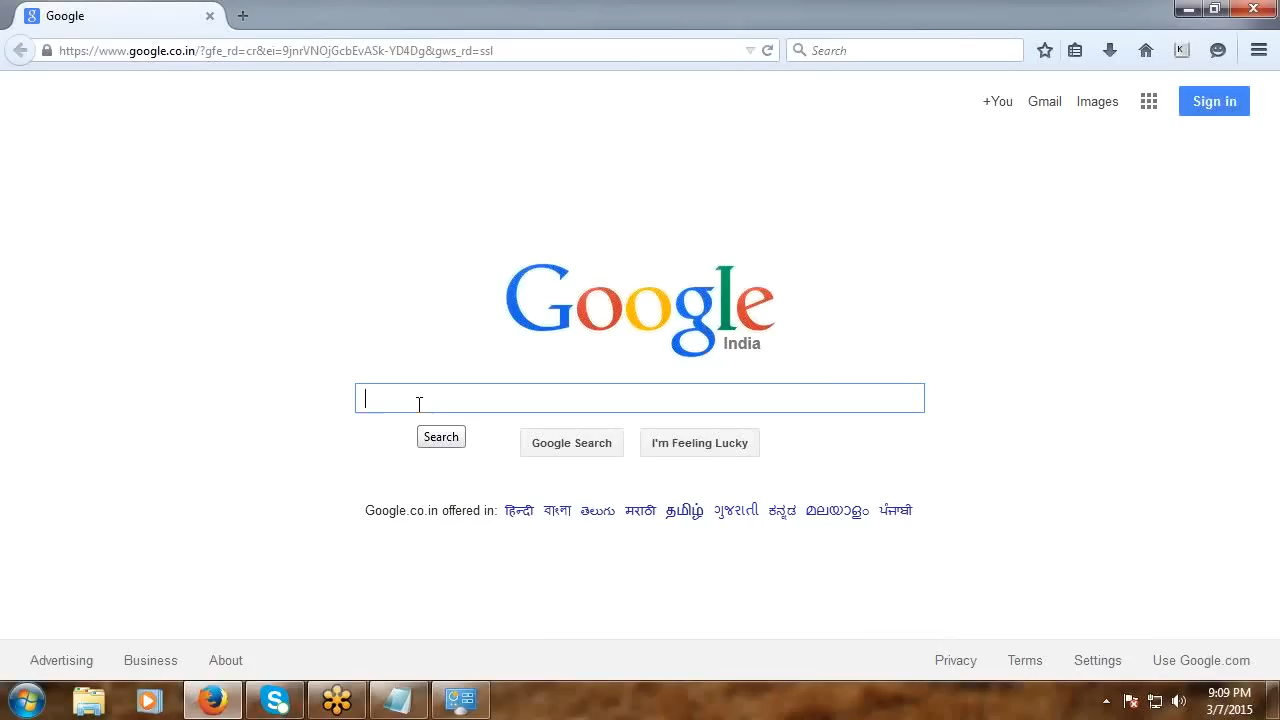 Google
https://www.google.co.in/?gfe_rd=cr&ei=9jnrVNOjGcbEvASk-YD4Dg&gws_rd=ssl
Search
+You Gmail Images Sign in
Google
India
Search
Google Search I'm Feeling Lucky
Google.co.in offered in: हिन्दी বাংলা తెలుగు मराठी தமிழ் ગુજરાતી ಕನ್ನಡ മലയാളം ਪੰਜਾਬੀ
Advertising Business About Privacy Terms Settings Use Google.com
9:09 PM
3/7/2015